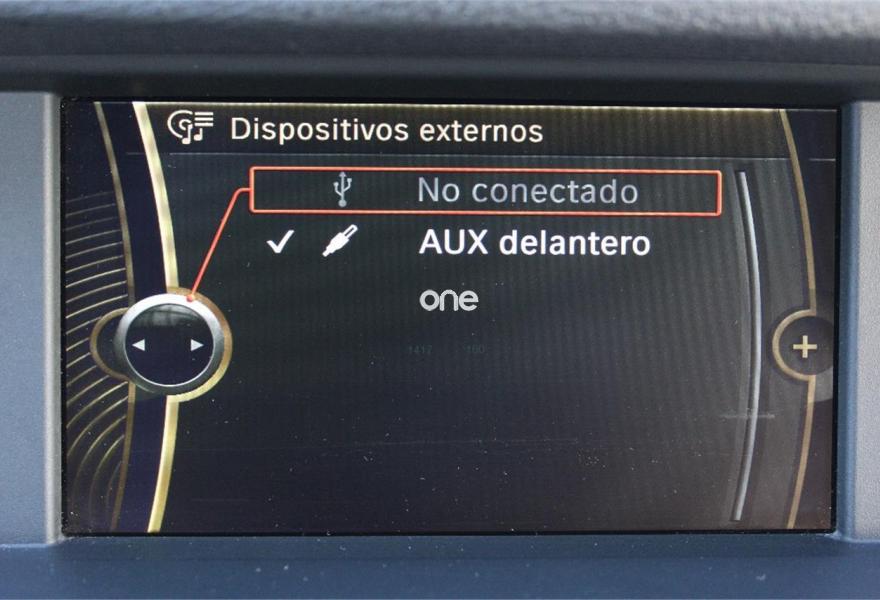 Dispositivos externos
No conectado
AUX delantero
one